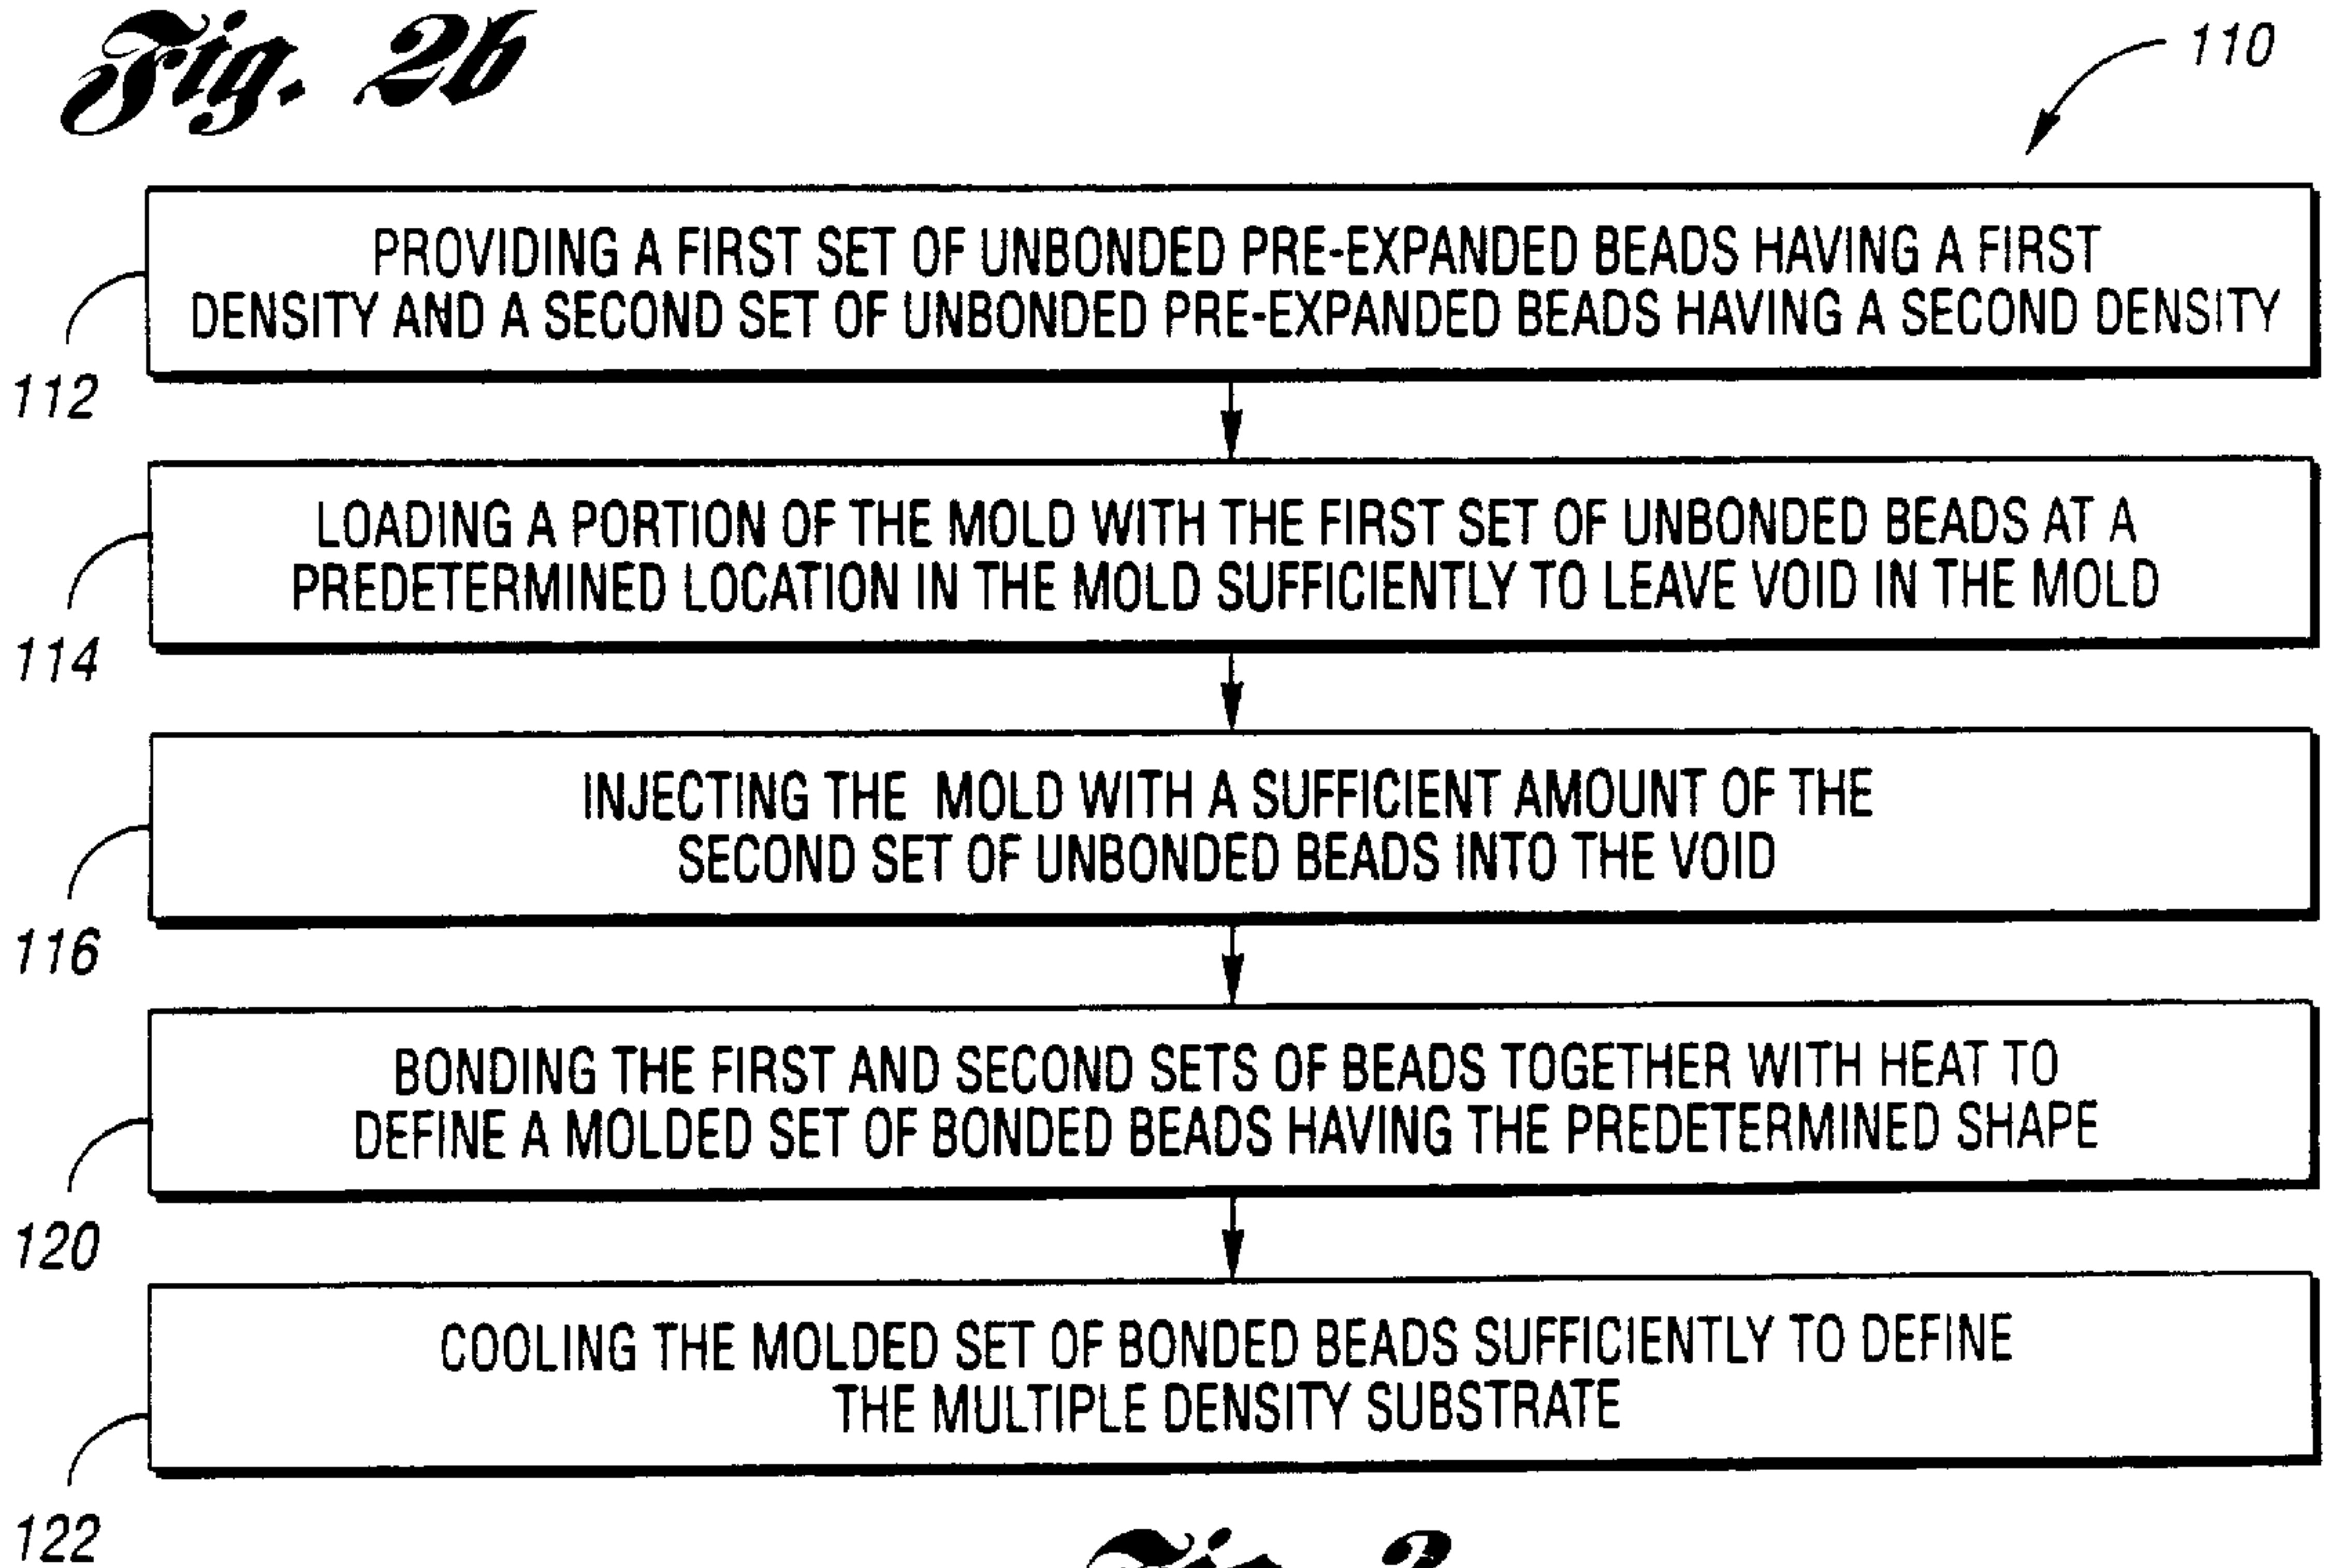 Fig. 2b
110
PROVIDING A FIRST SET OF UNBONDED PRE-EXPANDED BEADS HAVING A FIRST
DENSITY AND A SECOND SET OF UNBONDED PRE-EXPANDED BEADS HAVING A SECOND DENSITY
112
LOADING A PORTION OF THE MOLD WITH THE FIRST SET OF UNBONDED BEADS AT A
PREDETERMINED LOCATION IN THE MOLD SUFFICIENTLY TO LEAVE VOID IN THE MOLD
114
INJECTING THE MOLD WITH A SUFFICIENT AMOUNT OF THE
SECOND SET OF UNBONDED BEADS INTO THE VOID
116
BONDING THE FIRST AND SECOND SETS OF BEADS TOGETHER WITH HEAT TO
DEFINE A MOLDED SET OF BONDED BEADS HAVING THE PREDETERMINED SHAPE
120
COOLING THE MOLDED SET OF BONDED BEADS SUFFICIENTLY TO DEFINE
THE MULTIPLE DENSITY SUBSTRATE
122